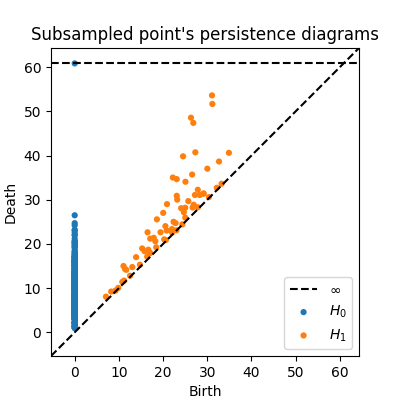 Subsampled point's persistence diagrams
60
50
40
30
20
10
0
Death
0 10 20 30 40 50 60
Birth
∞
H₀
H₁